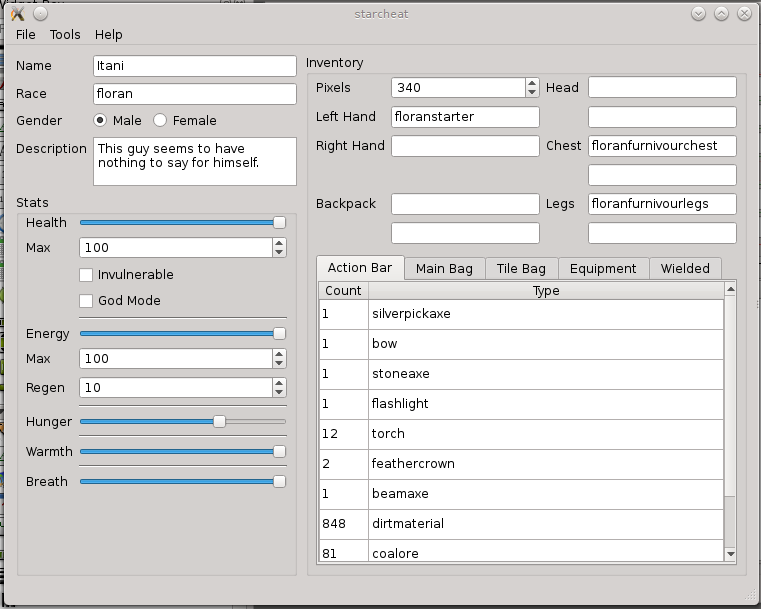 starcheat
File Tools Help
Name Itani
Race floran
Gender Male Female
Description This guy seems to have
nothing to say for himself.
Stats
Health
Max 100
Invulnerable
God Mode
Energy
Max 100
Regen 10
Hunger
Warmth
Breath
Inventory
Pixels 340 Head
Left Hand floranstarter
Right Hand Chest floranfurnivourchest
Backpack Legs floranfurnivourlegs
Action Bar Main Bag Tile Bag Equipment Wielded
Count Type
1 silverpickaxe
1 bow
1 stoneaxe
1 flashlight
12 torch
2 feathercrown
1 beamaxe
848 dirtmaterial
81 coalore